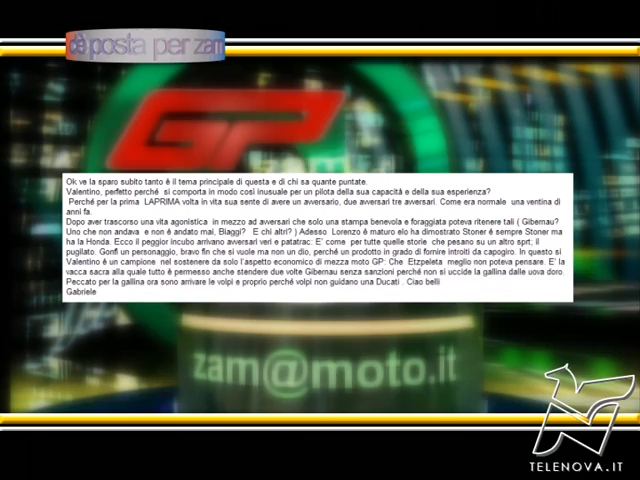 c'è posta per zam
GP
Ok ve la sparo subito tanto è il tema principale di questa e di chi sa quante puntate.
Valentino, perfetto perché si comporta in modo così inusuale per un pilota della sua capacità e della sua esperienza?
Perché per la prima LAPRIMA volta in vita sua sente di avere un avversario, due avversari tre avversari. Come era normale una ventina di
anni fa.
Dopo aver trascorso una vita agonistica in mezzo ad aversari che solo una stampa benevola e foraggiata poteva ritenere tali ( Gibernau?
Uno che non andava e non è andato mai, Biaggi? E chi altri? ) Adesso Lorenzo è maturo elo ha dimostrato Stoner è sempre Stoner ma
ha la Honda. Ecco il peggior incubo arrivano avversari veri e patatrac: E' come per tutte quelle storie che pesano su un altro sprt; il
pugilato. Gonfi un personaggio, bravo fin che si vuole ma non un dio, perché un prodotto in grado di fornire introiti da capogiro. In questo si
Valentino è un campione nel sostenere da solo l'aspetto economico di mezza moto GP: Che Etzpeleta meglio non poteva pensare. E' la
vacca sacra alla quale tutto è permesso anche stendere due volte Gibernau senza sanzioni perché non si uccide la gallina dalle uova doro.
Peccato per la gallina ora sono arrivare le volpi e proprio perché volpi non guidano una Ducati . Ciao belli
Gabriele
zam@moto.it
TELENOVA.IT